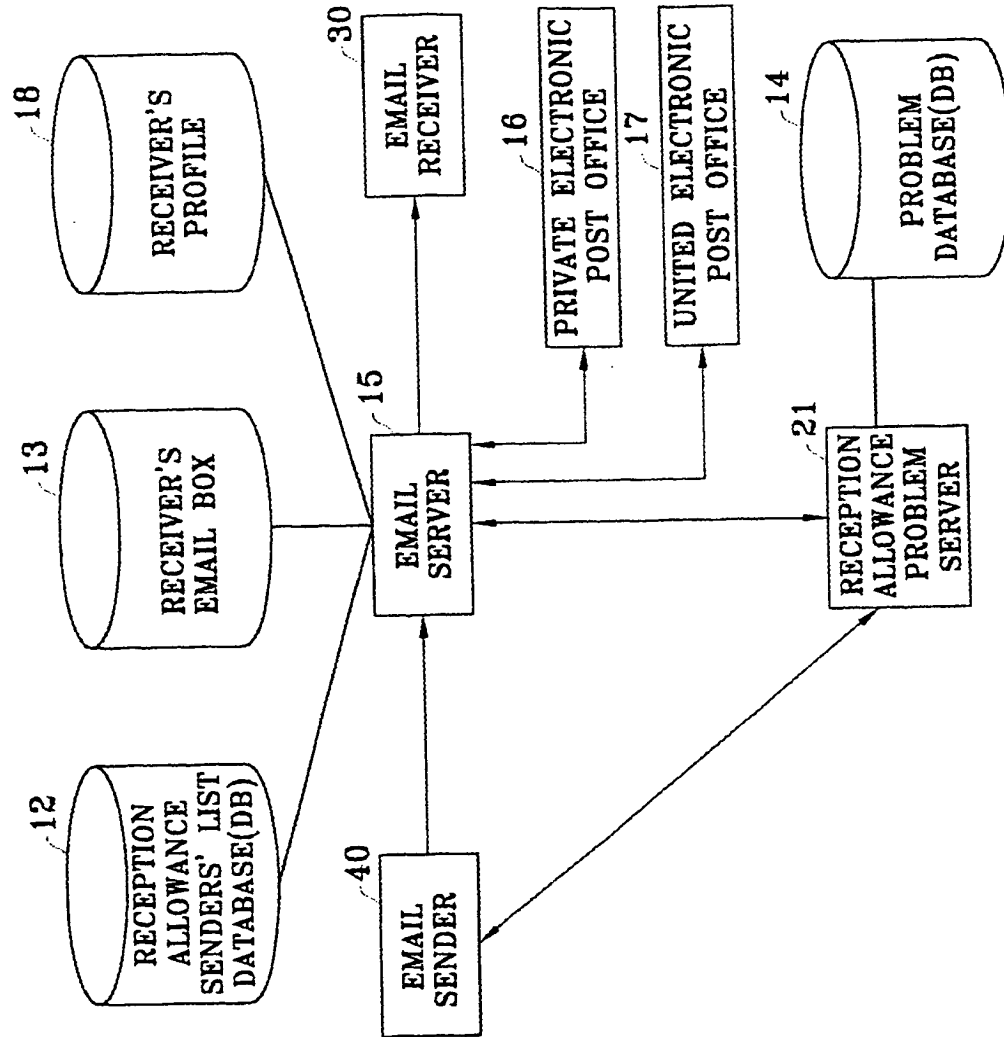 12
RECEPTION
ALLOWANCE
SENDERS' LIST
DATABASE(DB)
13
RECEIVER'S
EMAIL BOX
18
RECEIVER'S
PROFILE
40
EMAIL
SENDER
15
EMAIL
SERVER
30
EMAIL
RECEIVER
16
PRIVATE ELECTRONIC
POST OFFICE
17
UNITED ELECTRONIC
POST OFFICE
21
RECEPTION
ALLOWANCE
PROBLEM
SERVER
14
PROBLEM
DATABASE(DB)